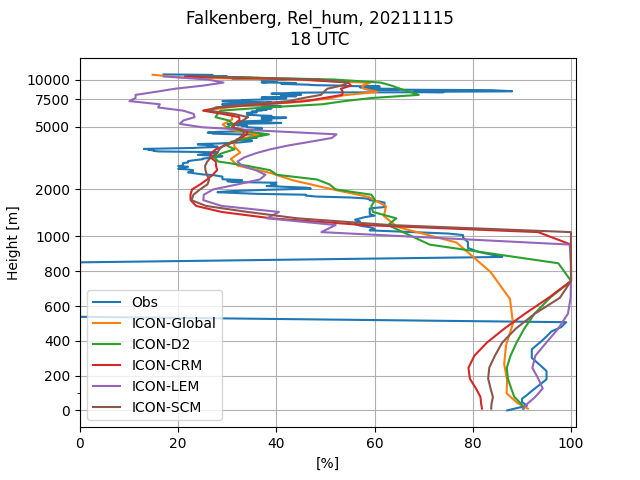 Falkenberg, Rel_hum, 20211115
18 UTC
Height [m]
10000
7500
5000
2000
1000
800
600
400
200
0
Obs
ICON-Global
ICON-D2
ICON-CRM
ICON-LEM
ICON-SCM
0 20 40 60 80 100
[%]